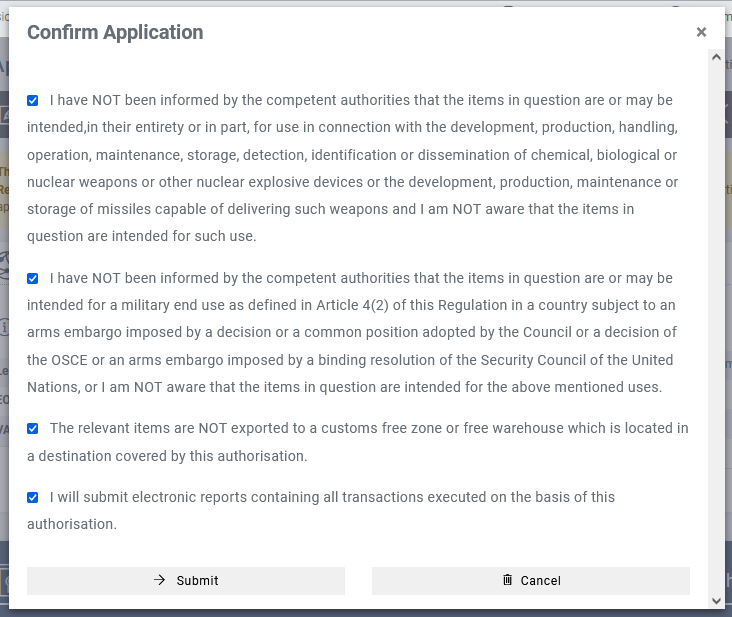 Confirm Application
×
I have NOT been informed by the competent authorities that the items in question are or may be
intended,in their entirety or in part, for use in connection with the development, production, handling,
operation, maintenance, storage, detection, identification or dissemination of chemical, biological or
nuclear weapons or other nuclear explosive devices or the development, production, maintenance or
storage of missiles capable of delivering such weapons and I am NOT aware that the items in
question are intended for such use.
I have NOT been informed by the competent authorities that the items in question are or may be
intended for a military end use as defined in Article 4(2) of this Regulation in a country subject to an
arms embargo imposed by a decision or a common position adopted by the Council or a decision of
the OSCE or an arms embargo imposed by a binding resolution of the Security Council of the United
Nations, or I am NOT aware that the items in question are intended for the above mentioned uses.
The relevant items are NOT exported to a customs free zone or free warehouse which is located in
a destination covered by this authorisation.
I will submit electronic reports containing all transactions executed on the basis of this
authorisation.
Submit
Cancel